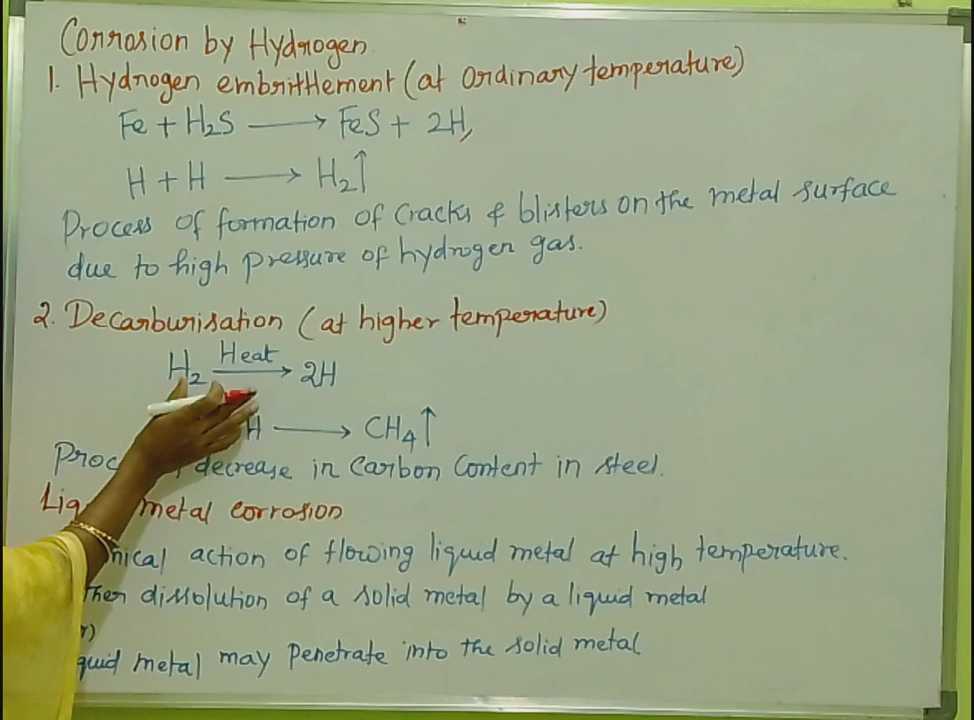 Corrosion by Hydrogen
1. Hydrogen embrittlement (at ordinary temperature)
Fe + H₂S ⟶ FeS + 2H,
H + H ⟶ H₂↑
Process of formation of cracks & blisters on the metal surface
due to high pressure of hydrogen gas.
2. Decarburisation (at higher temperature)
H₂ Heat⟶ 2H
H ⟶ CH₄↑
decrease in Carbon Content in steel.
metal corrosion
action of flowing liquid metal at high temperature.
dissolution of a solid metal by a liquid metal
metal may penetrate into the solid metal